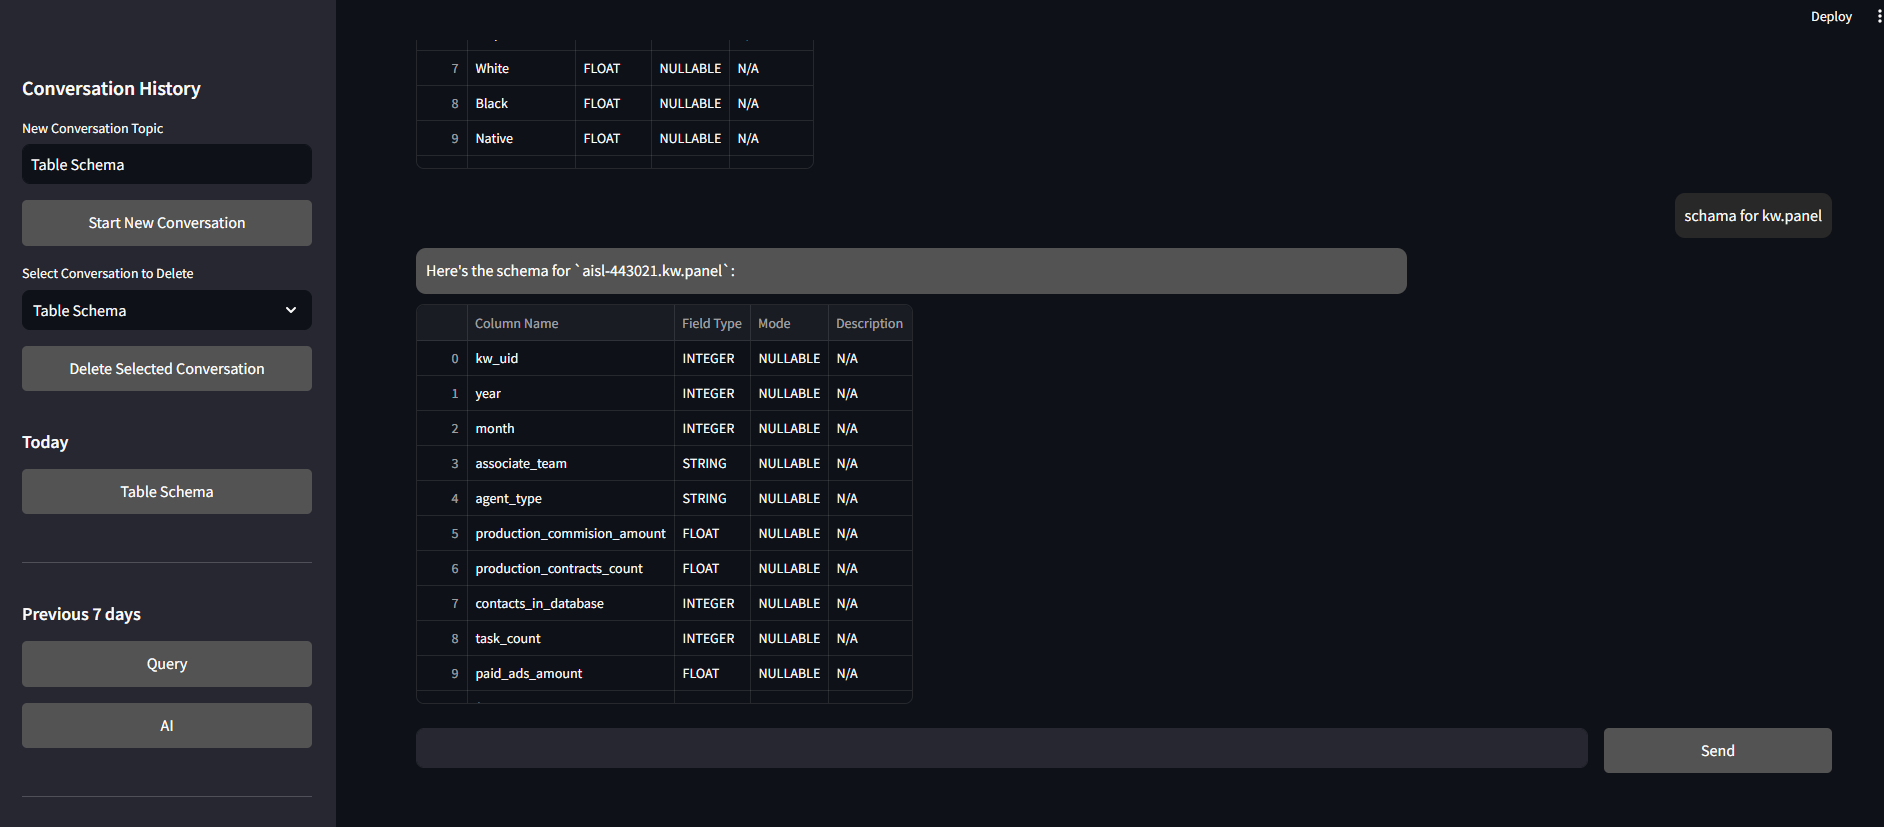 Deploy
Conversation History
New Conversation Topic
Table Schema
Start New Conversation
Select Conversation to Delete
Table Schema
Delete Selected Conversation
Today
Table Schema
Previous 7 days
Query
AI
7 White FLOAT NULLABLE N/A
8 Black FLOAT NULLABLE N/A
9 Native FLOAT NULLABLE N/A
schama for kw.panel
Here's the schema for `aisl-443021.kw.panel`:
Column Name Field Type Mode Description
0 kw_uid INTEGER NULLABLE N/A
1 year INTEGER NULLABLE N/A
2 month INTEGER NULLABLE N/A
3 associate_team STRING NULLABLE N/A
4 agent_type STRING NULLABLE N/A
5 production_commision_amount FLOAT NULLABLE N/A
6 production_contracts_count FLOAT NULLABLE N/A
7 contacts_in_database INTEGER NULLABLE N/A
8 task_count INTEGER NULLABLE N/A
9 paid_ads_amount FLOAT NULLABLE N/A
Send